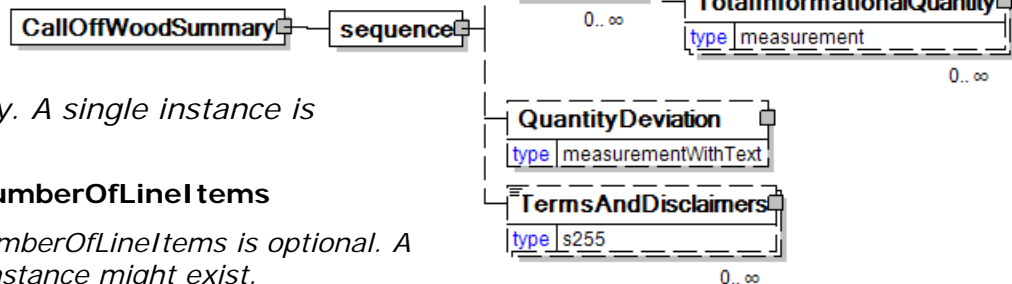 TotalInformationalQuantity
0.. ∞
type measurement
0.. ∞
CallOffWoodSummary
sequence
y. A single instance is
QuantityDeviation
type measurementWithText
umberOfLineItems
TermsAndDisclaimers
type s255
mberOfLineItems is optional. A
nstance might exist.
0.. ∞